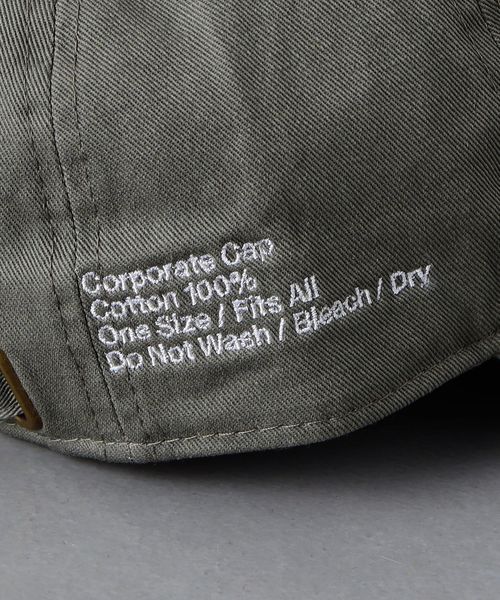 Corporate Cap
Cotton 100%
One Size / Fits All
Do Not Wash / Bleach / Dry